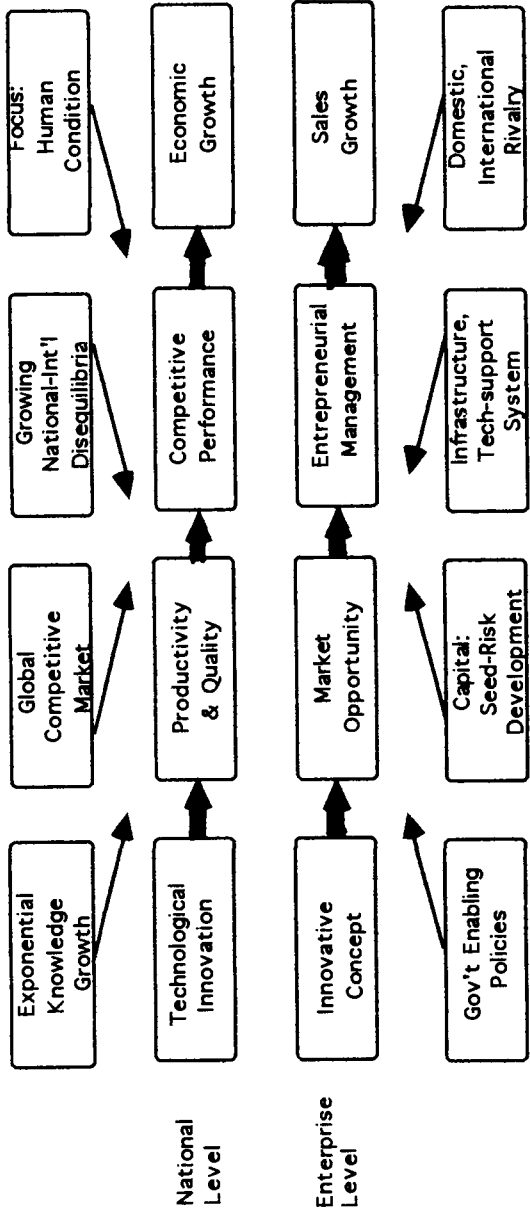 Exponential
Knowledge
Growth
Global
Competitive
Market
Growing
National-Int'l
Disequilibria
Focus:
Human
Condition
National
Level
Technological
Innovation
Productivity
& Quality
Competitive
Performance
Economic
Growth
Enterprise
Level
Innovative
Concept
Market
Opportunity
Entrepreneurial
Management
Sales
Growth
Gov't Enabling
Policies
Capital:
Seed-Risk
Development
Infrastructure,
Tech-support
System
Domestic,
International
Rivalry